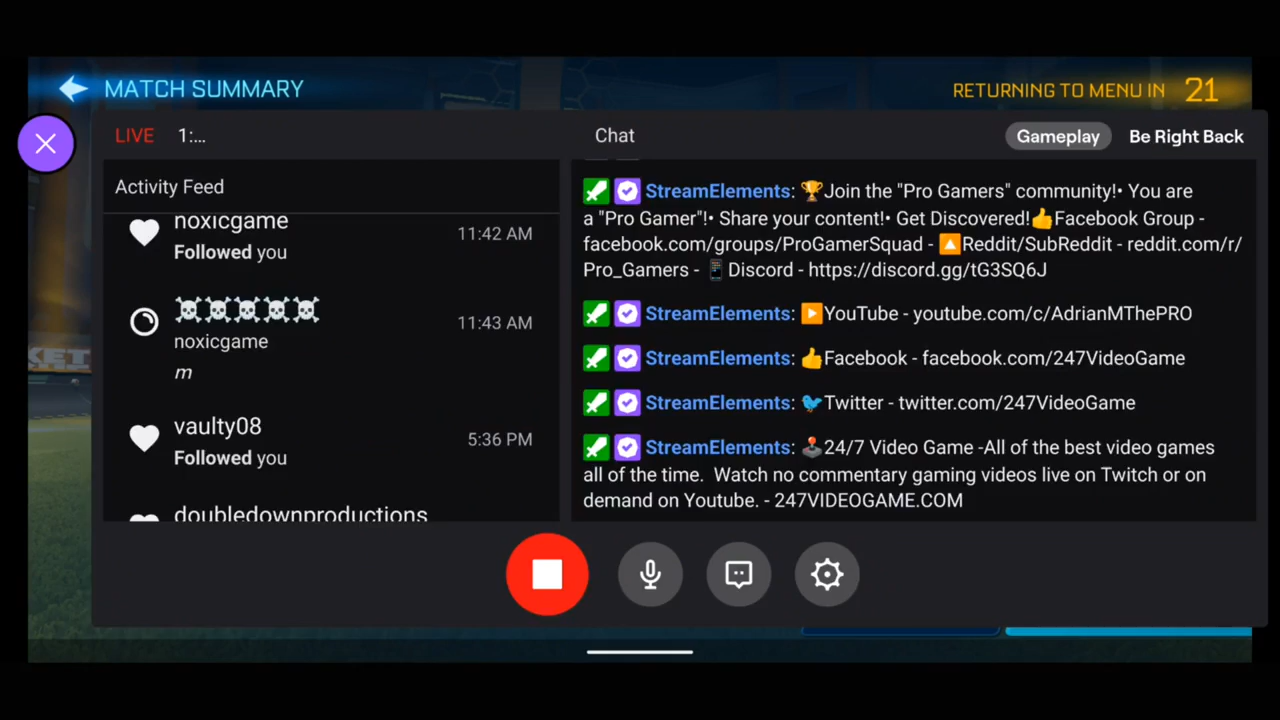 MATCH SUMMARY
RETURNING TO MENU IN 21
LIVE 1:...
Chat
Gameplay
Be Right Back
Activity Feed
noxicgame
11:42 AM
Followed you
☠☠☠☠☠
11:43 AM
noxicgame
m
vaulty08
5:36 PM
Followed you
doubledownproductions
StreamElements: 🏆Join the "Pro Gamers" community!• You are
a "Pro Gamer"!• Share your content!• Get Discovered!👍Facebook Group -
facebook.com/groups/ProGamerSquad - 🔼Reddit/SubReddit - reddit.com/r/
Pro_Gamers - 📱Discord - https://discord.gg/tG3SQ6J
StreamElements: ▶️YouTube - youtube.com/c/AdrianMThePRO
StreamElements: 👍Facebook - facebook.com/247VideoGame
StreamElements: 🐦Twitter - twitter.com/247VideoGame
StreamElements: 🕹️24/7 Video Game -All of the best video games
all of the time. Watch no commentary gaming videos live on Twitch or on
demand on Youtube. - 247VIDEOGAME.COM